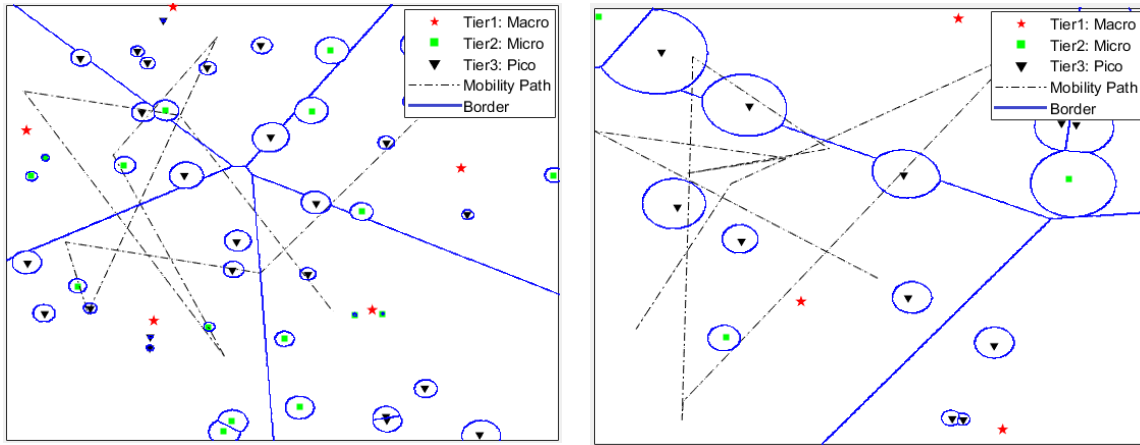 Tier1: Macro
Tier2: Micro
Tier3: Pico
Mobility Path
Border
Tier1: Macro
Tier2: Micro
Tier3: Pico
Mobility Path
Border